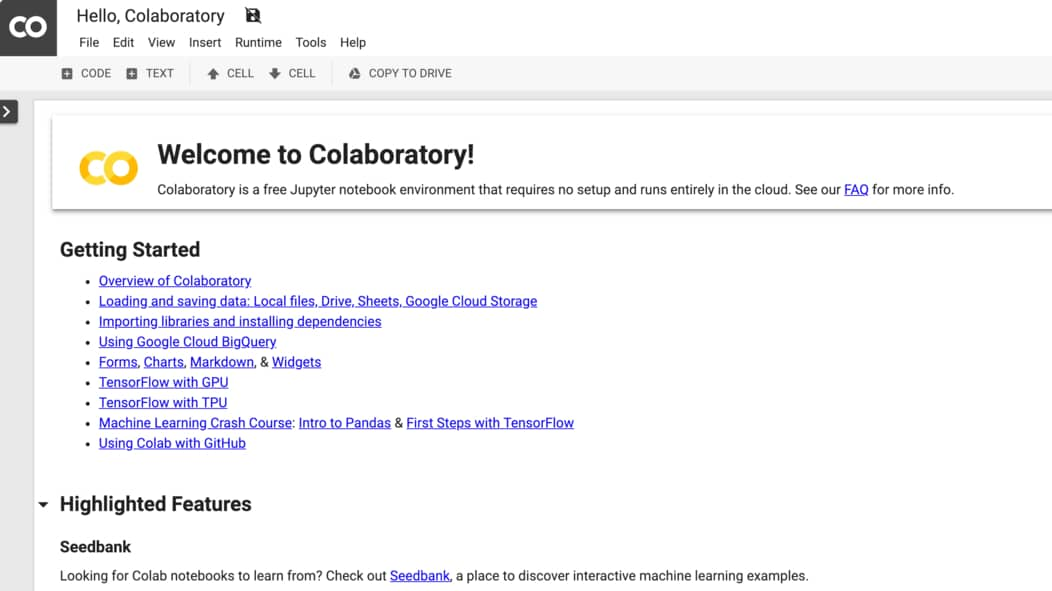 CO
Hello, Colaboratory
File Edit View Insert Runtime Tools Help
CODE TEXT CELL CELL COPY TO DRIVE
CO
Welcome to Colaboratory!
Colaboratory is a free Jupyter notebook environment that requires no setup and runs entirely in the cloud. See our FAQ for more info.
Getting Started
• Overview of Colaboratory
• Loading and saving data: Local files, Drive, Sheets, Google Cloud Storage
• Importing libraries and installing dependencies
• Using Google Cloud BigQuery
• Forms, Charts, Markdown, & Widgets
• TensorFlow with GPU
• TensorFlow with TPU
• Machine Learning Crash Course: Intro to Pandas & First Steps with TensorFlow
• Using Colab with GitHub
Highlighted Features
Seedbank
Looking for Colab notebooks to learn from? Check out Seedbank, a place to discover interactive machine learning examples.